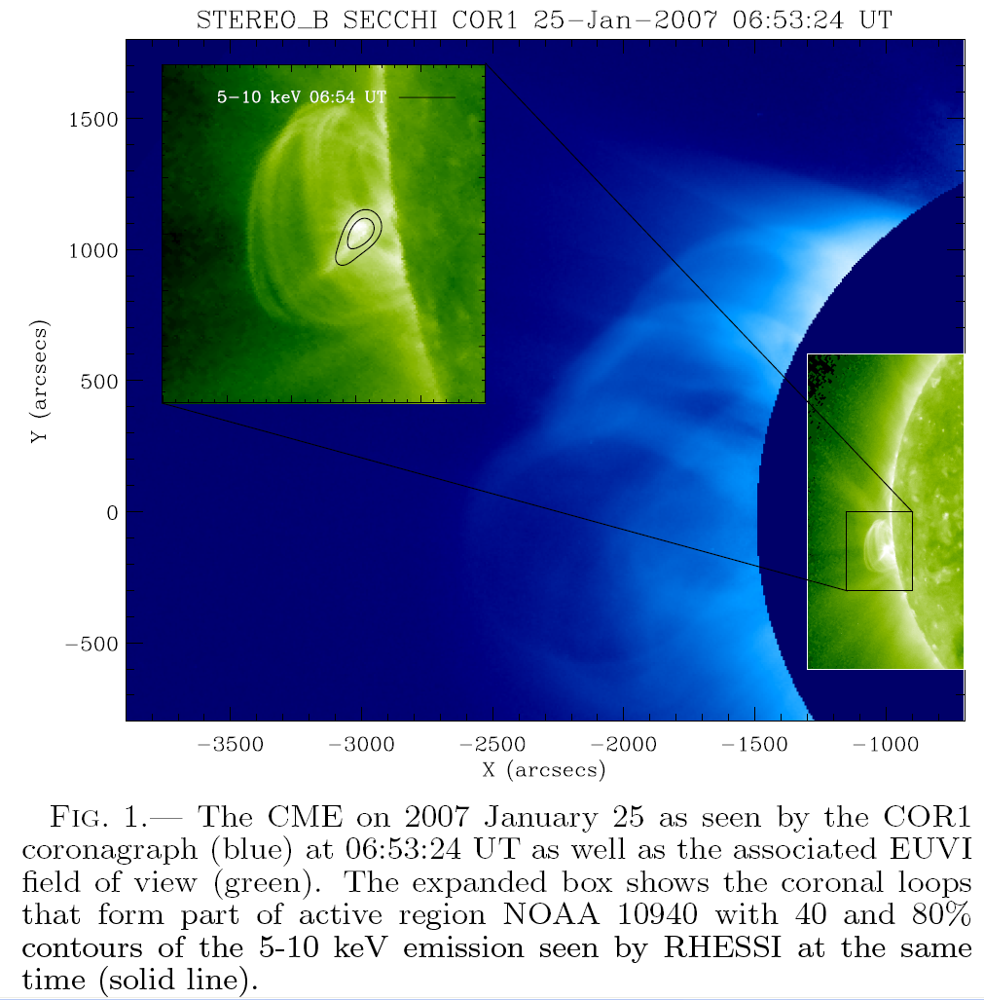 STEREO_B SECCHI COR1 25-Jan-2007 06:53:24 UT
5-10 keV 06:54 UT
1500
1000
500
0
-500
Y (arcsecs)
-3500 -3000 -2500 -2000 -1500 -1000
X (arcsecs)
FIG. 1.— The CME on 2007 January 25 as seen by the COR1
coronagraph (blue) at 06:53:24 UT as well as the associated EUVI
field of view (green). The expanded box shows the coronal loops
that form part of active region NOAA 10940 with 40 and 80%
contours of the 5-10 keV emission seen by RHESSI at the same
time (solid line).